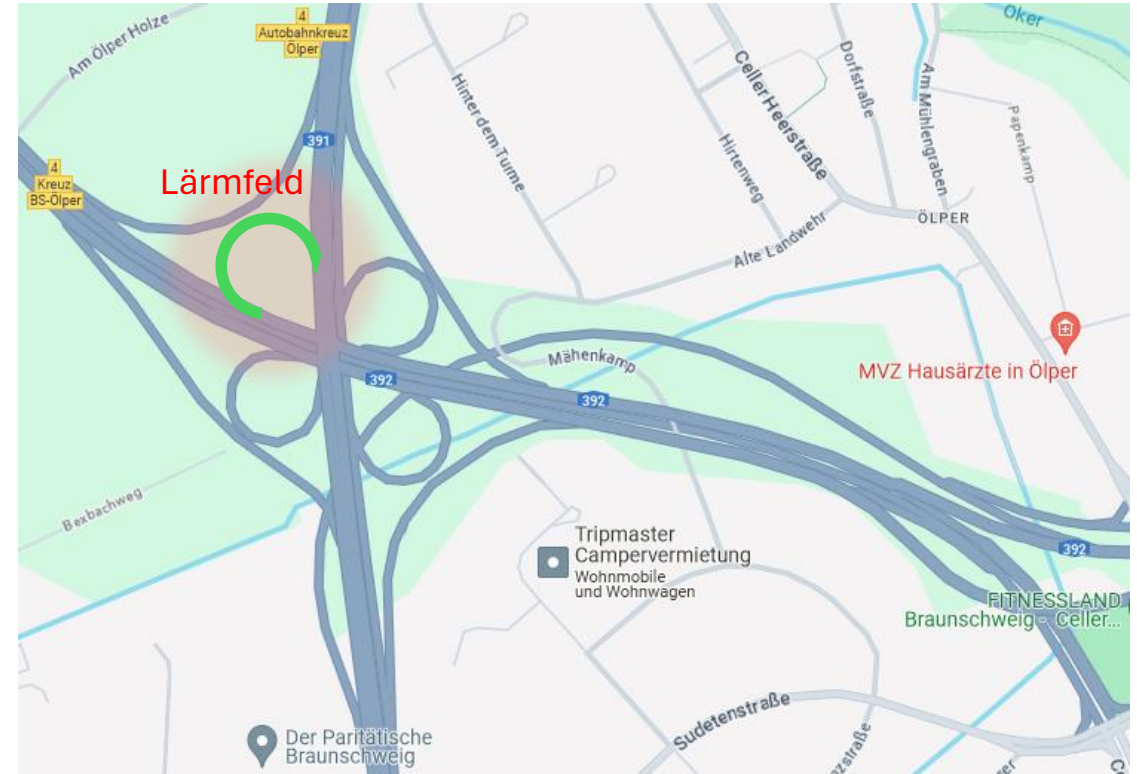 Am Ölper Holze
4
Autobahnkreuz
Ölper
Oker
Hinter dem Turme
Celler Heerstraße
Dorfstraße
Am Mühlengraben
Papenkamp
Hirtenweg
391
4
Kreuz
BS-Ölper
Lärmfeld
ÖLPER
Alte Landwehr
Mähenkamp
MVZ Hausärzte in Ölper
392
392
Bexbachweg
Tripmaster
Campervermietung
Wohnmobile
und Wohnwagen
392
FITNESSLAND
Braunschweig - Celler...
Sudetenstraße
Der Paritätische
Braunschweig